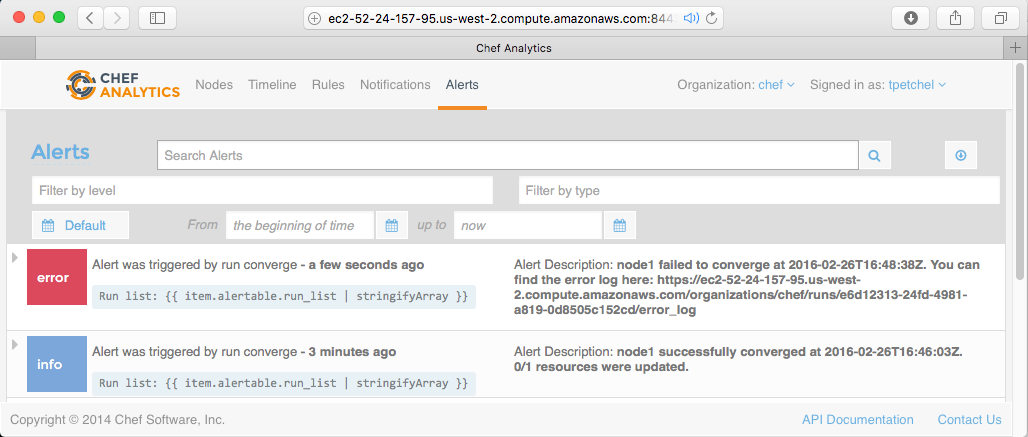 ec2-52-24-157-95.us-west-2.compute.amazonaws.com:844
Chef Analytics
CHEF
ANALYTICS
Nodes Timeline Rules Notifications Alerts Organization: chef Signed in as: tpetchel
Alerts Search Alerts
Filter by level Filter by type
Default From the beginning of time up to now
error
Alert was triggered by run converge - a few seconds ago
Run list: {{ item.alertable.run_list | stringifyArray }}
Alert Description: node1 failed to converge at 2016-02-26T16:48:38Z. You can
find the error log here: https://ec2-52-24-157-95.us-west-
2.compute.amazonaws.com/organizations/chef/runs/e6d12313-24fd-4981-
a819-0d8505c152cd/error_log
info
Alert was triggered by run converge - 3 minutes ago
Run list: {{ item.alertable.run_list | stringifyArray }}
Alert Description: node1 successfully converged at 2016-02-26T16:46:03Z.
0/1 resources were updated.
Copyright © 2014 Chef Software, Inc. API Documentation Contact Us